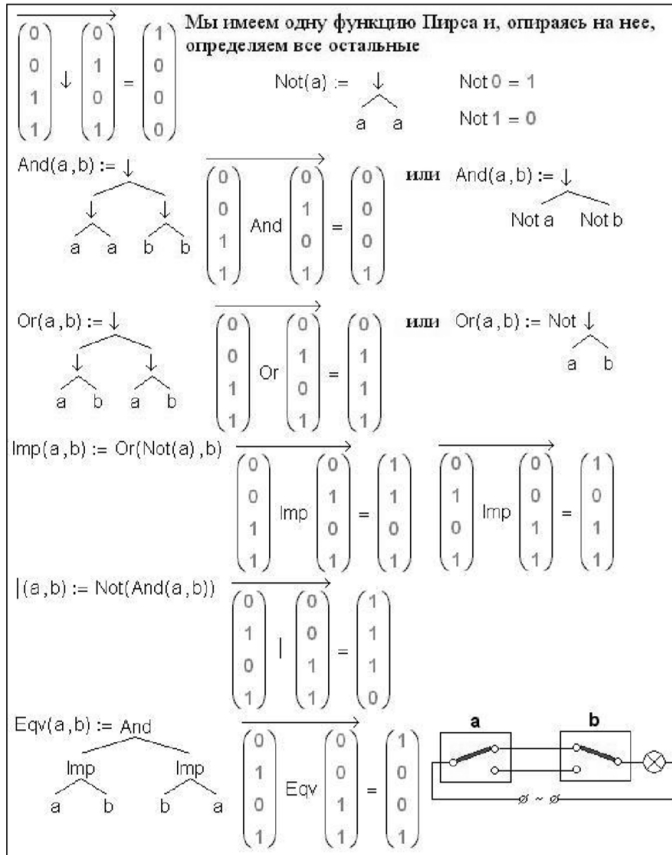 Мы имеем одну функцию Пирса и, опираясь на нее,
определяем все остальные
0 0 1
0 1 0
↓ =
1 0 0
1 1 0
Not(a) := ↓
a a
Not 0 = 1
Not 1 = 0
And(a,b) := ↓
↓ ↓
a a b b
0 0 0
0 1 0
And =
1 0 0
1 1 1
или And(a,b) := ↓
Not a Not b
Or(a,b) := ↓
↓ ↓
a b a b
0 0 0
0 1 1
Or =
1 0 1
1 1 1
или Or(a,b) := Not ↓
a b
Imp(a,b) := Or(Not(a),b)
0 0 1
0 1 1
Imp =
1 0 0
1 1 1
0 0 1
1 0 0
Imp =
0 1 1
1 1 1
|(a,b) := Not(And(a,b))
0 0 1
1 0 1
| =
0 1 1
1 1 0
Eqv(a,b) := And
Imp Imp
a b b a
0 0 1
1 0 0
Eqv =
0 1 0
1 1 1
a b
~